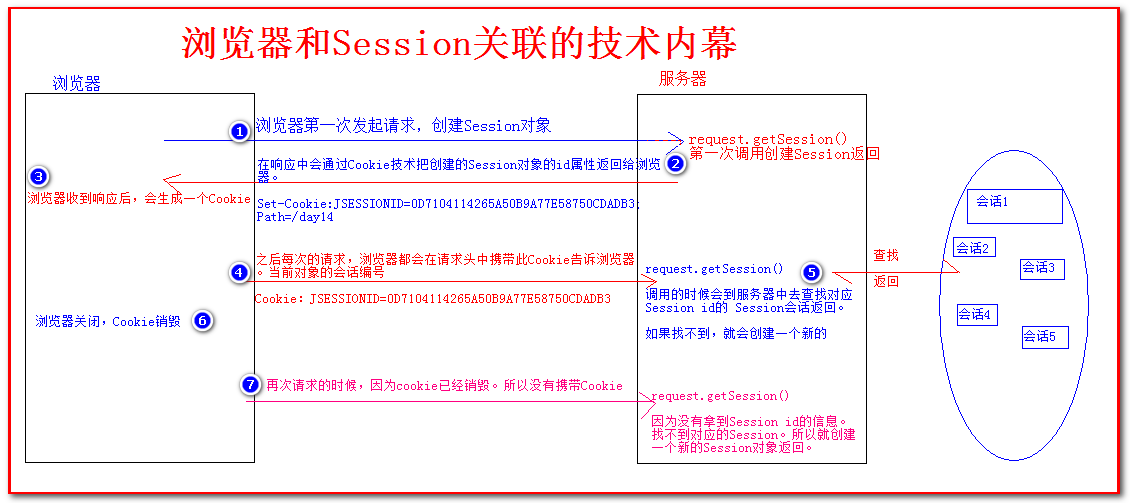 浏览器和Session关联的技术内幕
浏览器
服务器
1
浏览器第一次发起请求，创建Session对象
request.getSession()
第一次调用创建Session返回
2
在响应中会通过Cookie技术把创建的Session对象的id属性返回给浏览
器。
3
浏览器收到响应后，会生成一个Cookie
Set-Cookie:JSESSIONID=0D7104114265A50B9A77E58750CDADB3;
Path=/day14
4
之后每次的请求，浏览器都会在请求头中携带此Cookie告诉浏览器
。当前对象的会话编号
Cookie: JSESSIONID=0D7104114265A50B9A77E58750CDADB3
request.getSession()
5
调用的时候会到服务器中去查找对应
Session id的 Session会话返回。
如果找不到，就会创建一个新的
查找
返回
会话1
会话2
会话3
会话4
会话5
浏览器关闭，Cookie销毁
6
7
再次请求的时候，因为cookie已经销毁。所以没有携带Cookie
request.getSession()
因为没有拿到Session id的信息。
找不到对应的Session。所以就创建
一个新的Session对象返回。